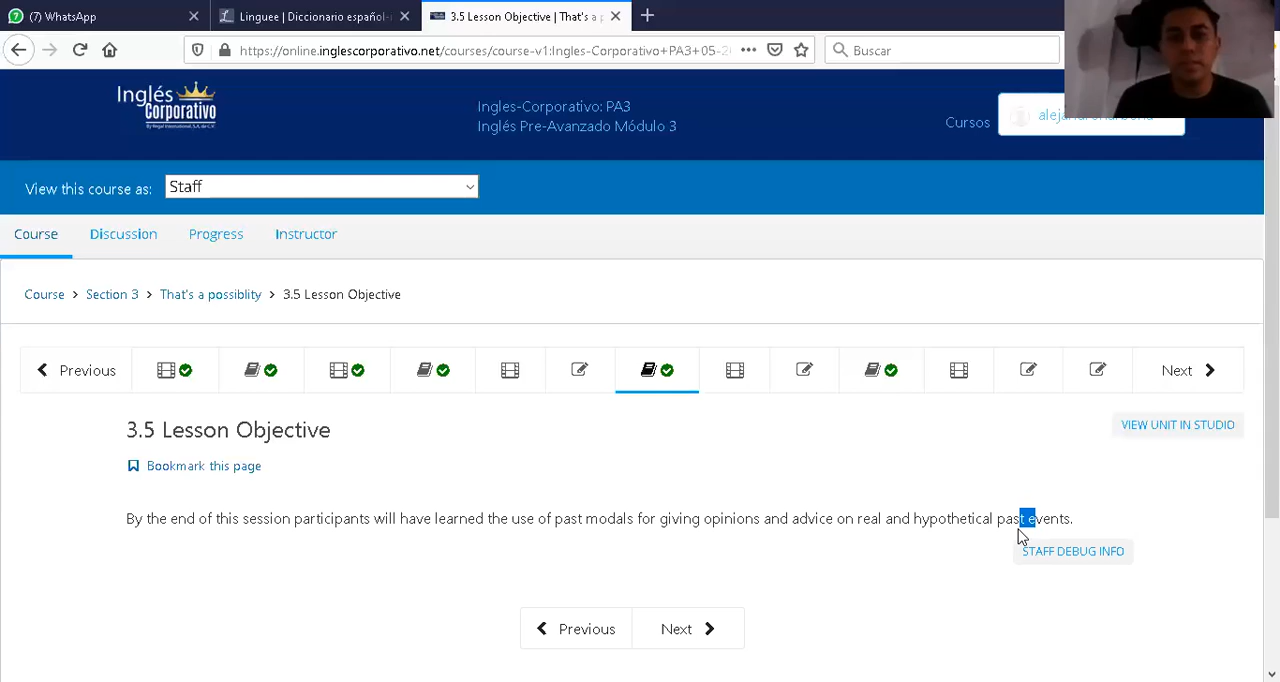 (7) WhatsApp
Linguee | Diccionario español-
3.5 Lesson Objective | That's a p
https://online.inglescorporativo.net/courses/course-v1:Ingles-Corporativo+PA3+05-2
Buscar
Inglés
Corporativo
Ingles-Corporativo: PA3
Inglés Pre-Avanzado Módulo 3
Cursos
View this course as:
Staff
Course
Discussion
Progress
Instructor
Course > Section 3 > That's a possiblity > 3.5 Lesson Objective
Previous
Next
3.5 Lesson Objective
VIEW UNIT IN STUDIO
Bookmark this page
By the end of this session participants will have learned the use of past modals for giving opinions and advice on real and hypothetical past events.
STAFF DEBUG INFO
Previous
Next